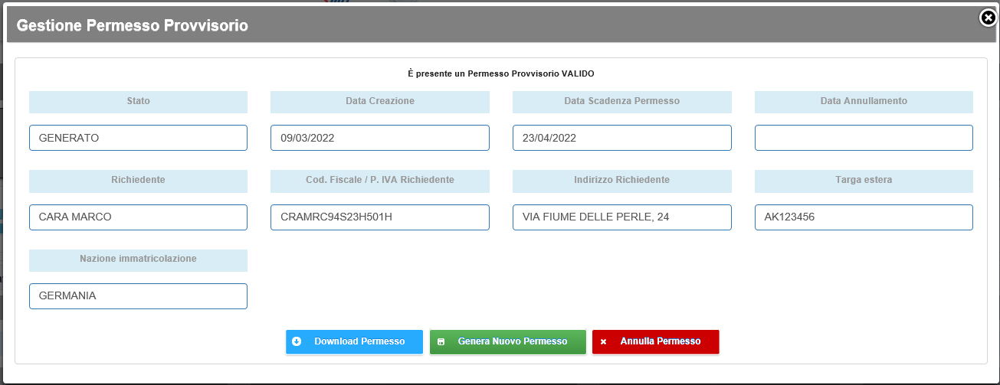 Gestione Permesso Provvisorio
È presente un Permesso Provvisorio VALIDO
Stato Data Creazione Data Scadenza Permesso Data Annullamento
GENERATO 09/03/2022 23/04/2022
Richiedente Cod. Fiscale / P. IVA Richiedente Indirizzo Richiedente Targa estera
CARA MARCO CRAMRC94S23H501H VIA FIUME DELLE PERLE, 24 AK123456
Nazione immatricolazione
GERMANIA
Download Permesso Genera Nuovo Permesso Annulla Permesso